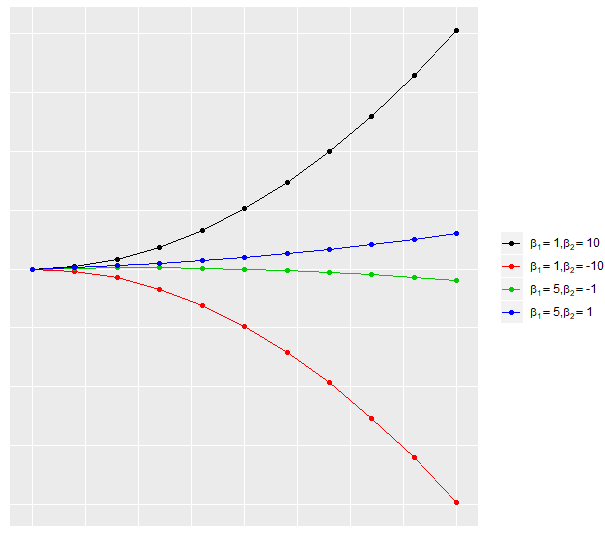 β₁= 1,β₂= 10
β₁= 1,β₂= -10
β₁= 5,β₂= -1
β₁= 5,β₂= 1